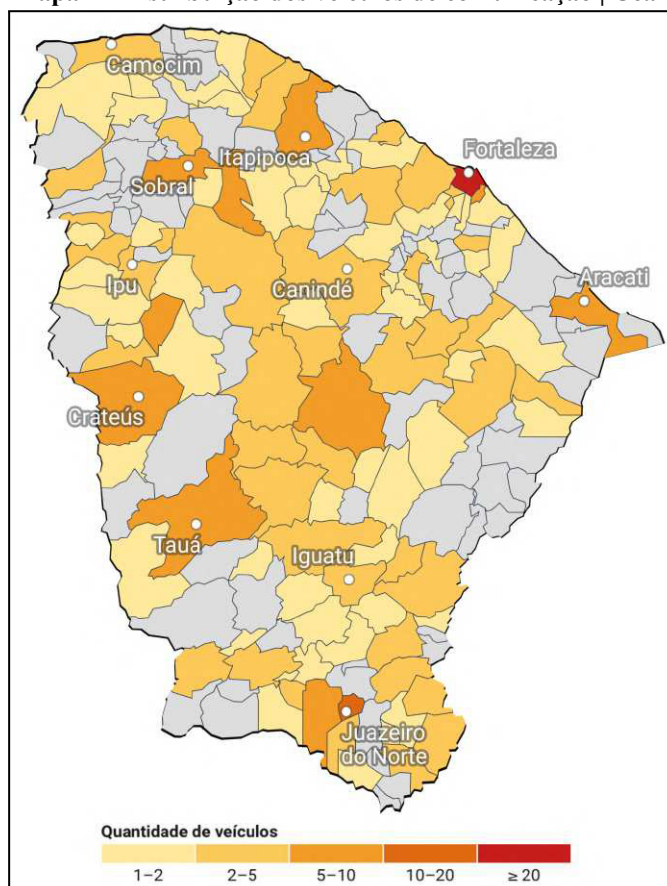 Camocim
Fortaleza
Itapipoca
Sobral
Aracati
Ipu
Canindé
Crateús
Tauá
Iguatu
Juazeiro
do Norte
Quantidade de veículos
1–2 2–5 5–10 10–20 ≥ 20